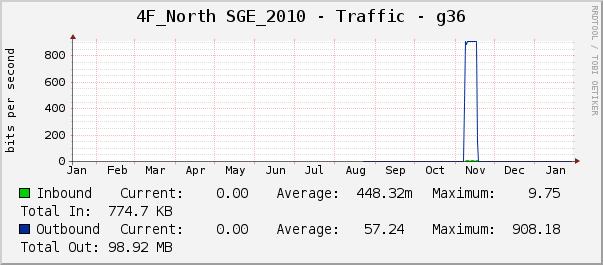 4F_North SGE_2010 - Traffic - g36
RRDTOOL / TOBI OETIKER
bits per second
800
600
400
200
0
Jan Feb Mar Apr May Jun Jul Aug Sep Oct Nov Dec Jan
Inbound Current: 0.00 Average: 448.32m Maximum: 9.75
Total In: 774.7 KB
Outbound Current: 0.00 Average: 57.24 Maximum: 908.18
Total Out: 98.92 MB